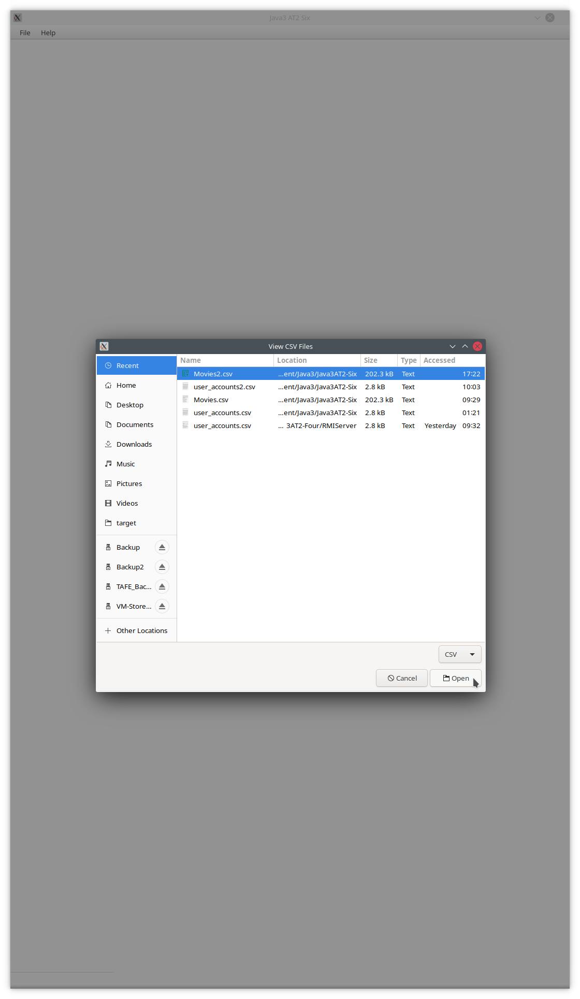 Java3 AT2 Six
File Help
View CSV Files
Recent
Home
Desktop
Documents
Downloads
Music
Pictures
Videos
target
Backup
Backup2
TAFE_Bac...
VM-Store...
Other Locations
Name Location Size Type Accessed
Movies2.csv ...ent/Java3/Java3AT2-Six 202.3 kB Text 17:22
user_accounts2.csv ...ent/Java3/Java3AT2-Six 2.8 kB Text 10:03
Movies.csv ...ent/Java3/Java3AT2-Six 202.3 kB Text 09:29
user_accounts.csv ...ent/Java3/Java3AT2-Six 2.8 kB Text 01:21
user_accounts.csv ... 3AT2-Four/RMIServer 2.8 kB Text Yesterday 09:32
CSV
Cancel Open